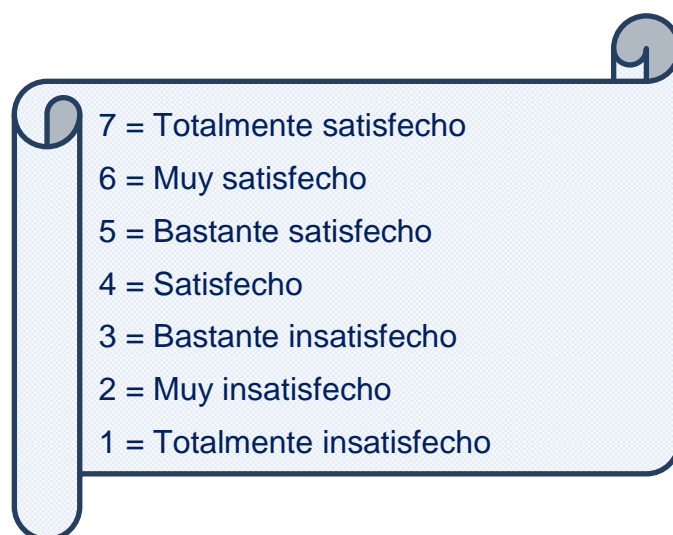 7 = Totalmente satisfecho
6 = Muy satisfecho
5 = Bastante satisfecho
4 = Satisfecho
3 = Bastante insatisfecho
2 = Muy insatisfecho
1 = Totalmente insatisfecho